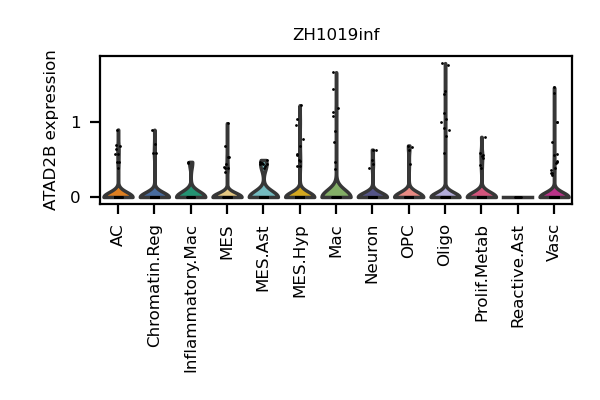 ZH1019inf
ATAD2B expression
1
0
AC
Chromatin.Reg
Inflammatory.Mac
MES
MES.Ast
MES.Hyp
Mac
Neuron
OPC
Oligo
Prolif.Metab
Reactive.Ast
Vasc